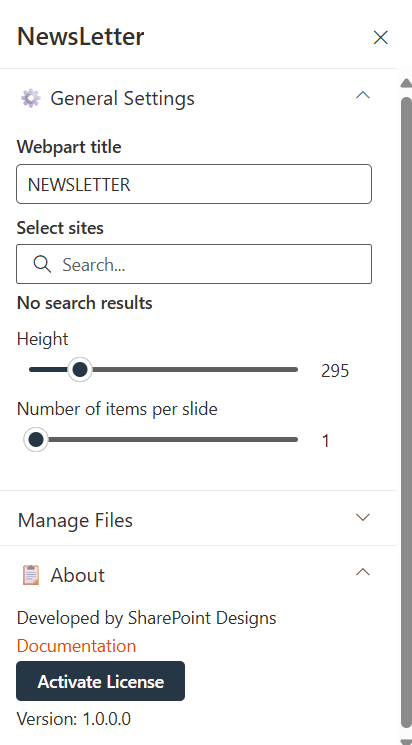 NewsLetter
General Settings
Webpart title
NEWSLETTER
Select sites
Search...
No search results
Height
295
Number of items per slide
1
Manage Files
About
Developed by SharePoint Designs
Documentation
Activate License
Version: 1.0.0.0